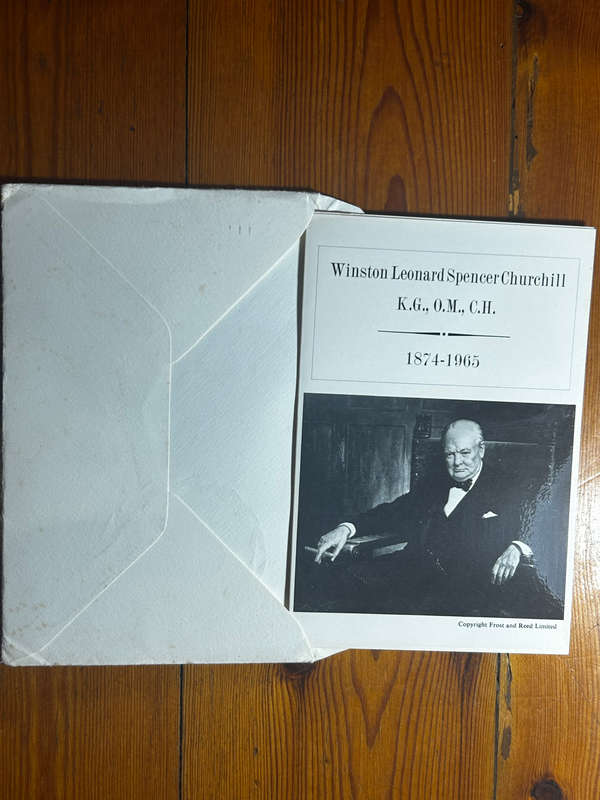 Winston Leonard Spencer Churchill
K.G., O.M., C.H.
1874-1965
Copyright Frost and Reed Limited